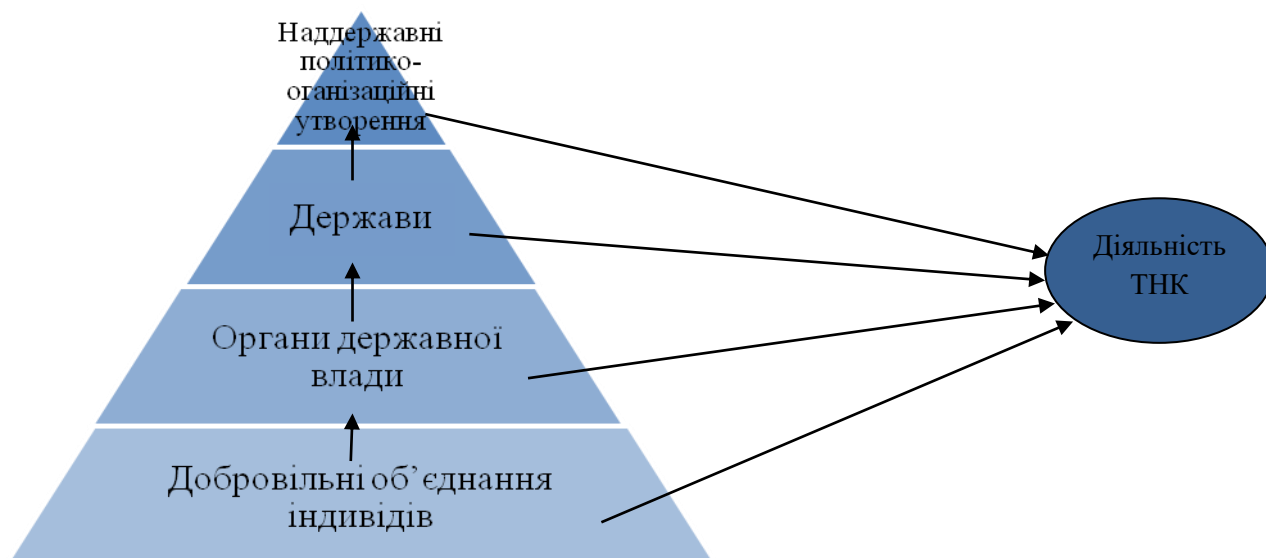 Наддержавні
політико-
оганізаційні
утворення
Держави
Органи державної
влади
Добровільні об’єднання
індивідів
Діяльність
ТНК